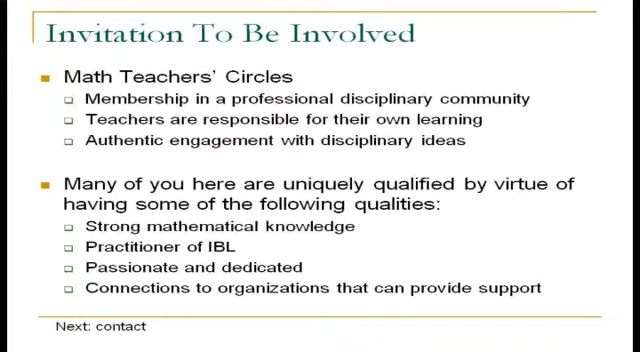 Invitation To Be Involved
Math Teachers' Circles
Membership in a professional disciplinary community
Teachers are responsible for their own learning
Authentic engagement with disciplinary ideas
Many of you here are uniquely qualified by virtue of
having some of the following qualities:
Strong mathematical knowledge
Practitioner of IBL
Passionate and dedicated
Connections to organizations that can provide support
Next: contact